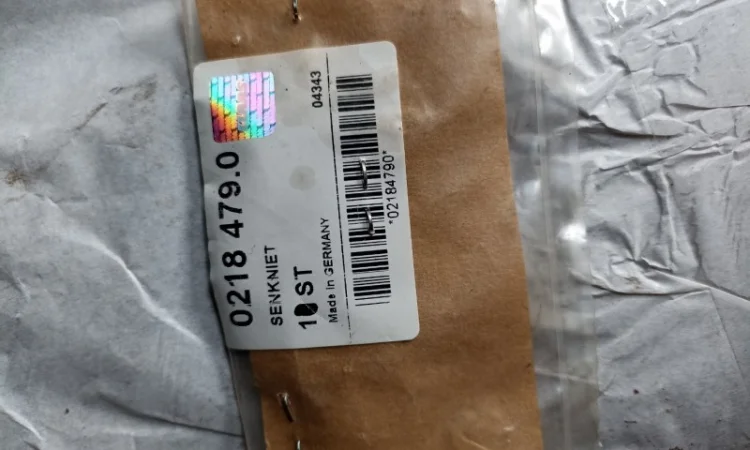 0218 479.0
SENKNIET
ST
Made In GERMANY
04343
*02184790*